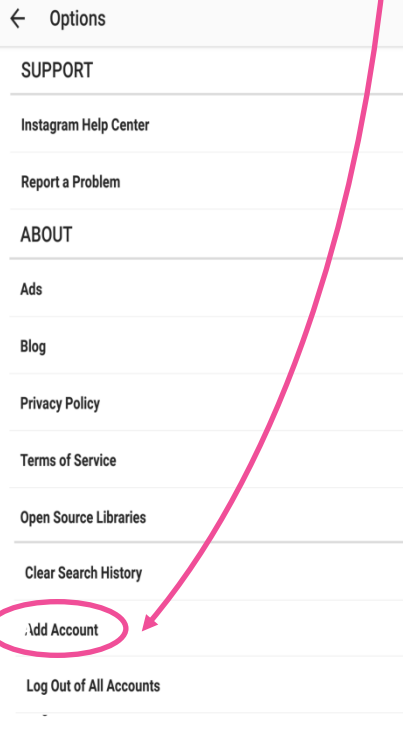 Options
SUPPORT
Instagram Help Center
Report a Problem
ABOUT
Ads
Blog
Privacy Policy
Terms of Service
Open Source Libraries
Clear Search History
Add Account
Log Out of All Accounts